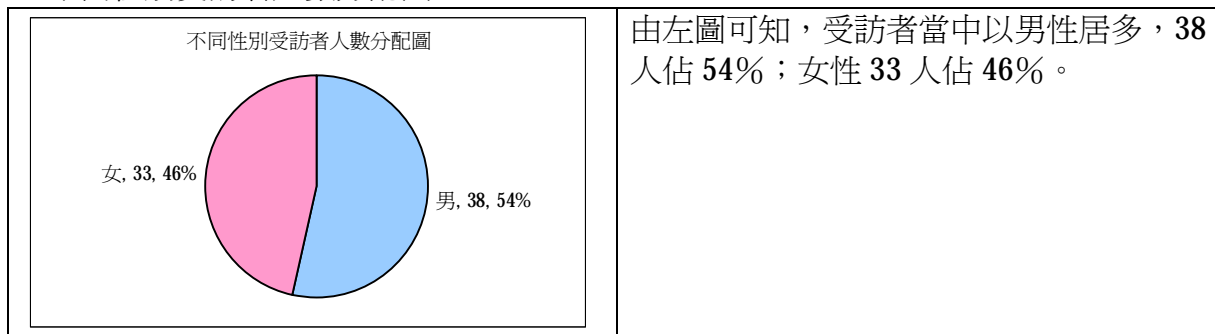 不同性別受訪者人數分配圖
女, 33, 46%
男, 38, 54%
由左圖可知，受訪者當中以男性居多，38
人佔 54％；女性 33 人佔 46％。